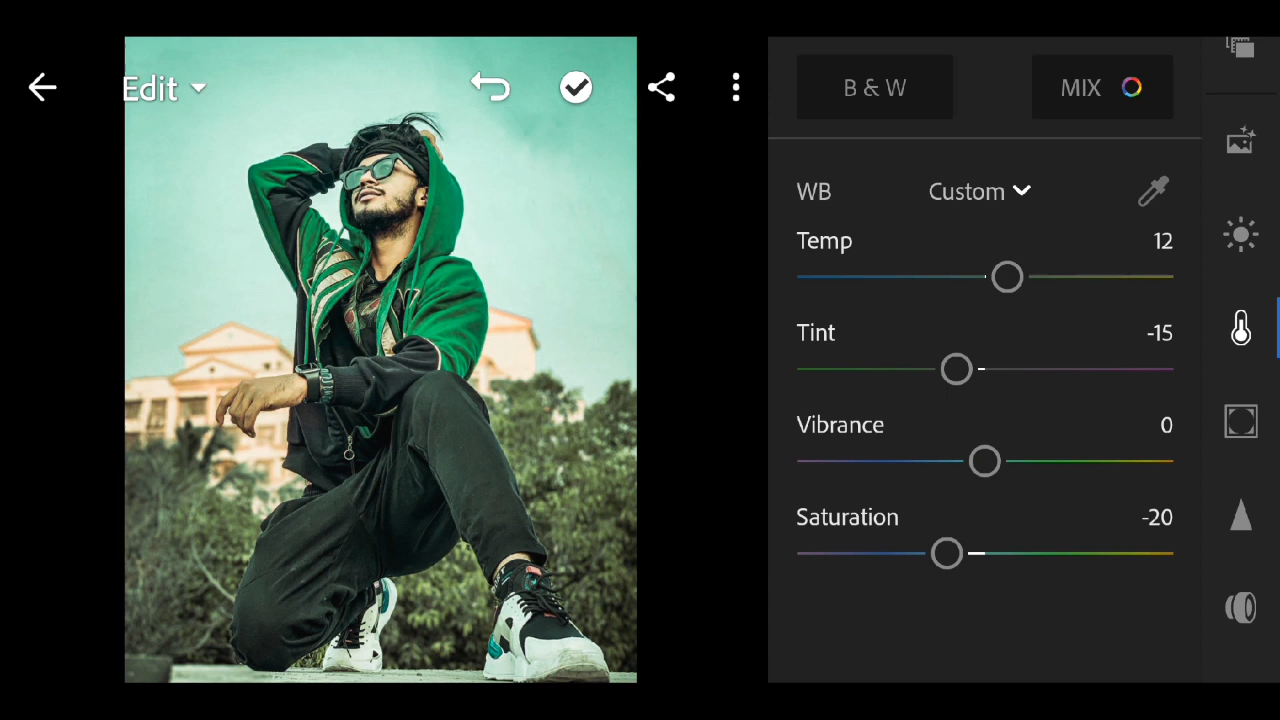 Edit
B & W
MIX
WB Custom
Temp 12
Tint -15
Vibrance 0
Saturation -20